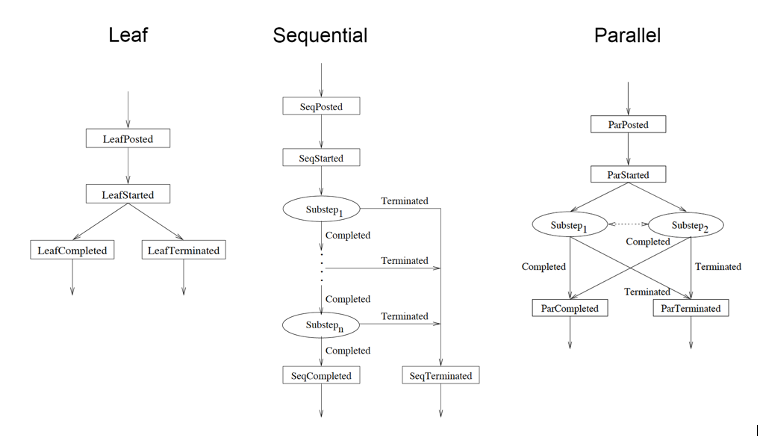 Leaf
Sequential
Parallel
LeafPosted
LeafStarted
LeafCompleted
LeafTerminated
SeqPosted
SeqStarted
Substep1
Terminated
Completed
Terminated
Completed
Substepn
Terminated
Completed
SeqCompleted
SeqTerminated
ParPosted
ParStarted
Substep1
Substep2
Completed
Completed
Terminated
Terminated
ParCompleted
ParTerminated